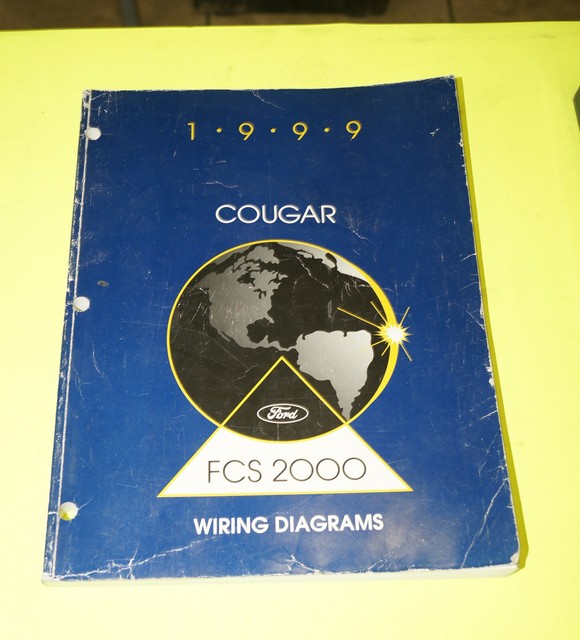 1·9·9·9
COUGAR
Ford
FCS 2000
WIRING DIAGRAMS